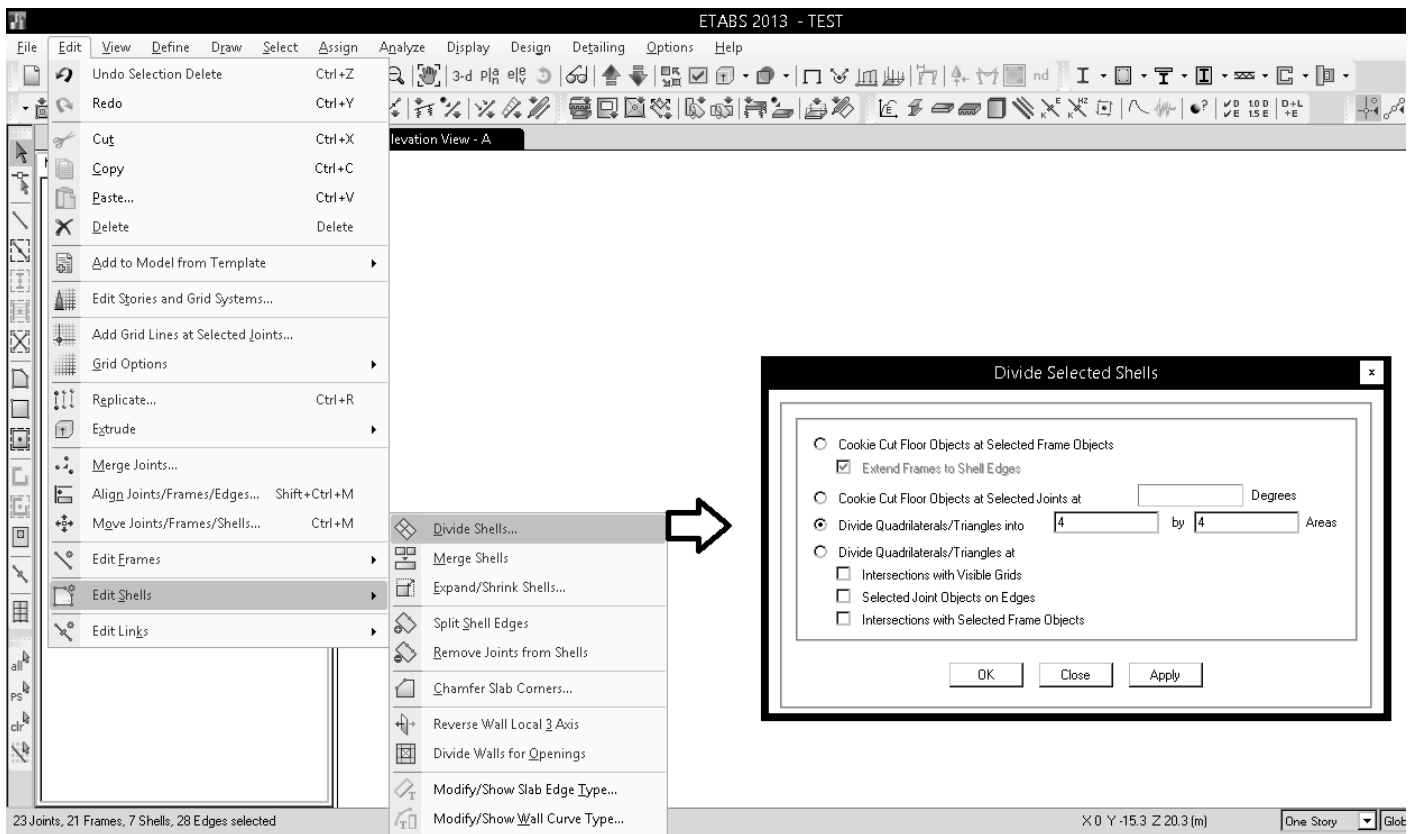 ETABS 2013 - TEST
File Edit View Define Draw Select Assign Analyze Display Design Detailing Options Help
Undo Selection Delete Ctrl+Z
3-d
nd
Redo Ctrl+Y
Cut Ctrl+X
levation View - A
Copy Ctrl+C
Paste... Ctrl+V
Delete Delete
Add to Model from Template
Edit Stories and Grid Systems...
Add Grid Lines at Selected Joints...
Grid Options
Replicate... Ctrl+R
Extrude
Merge Joints...
Align Joints/Frames/Edges... Shift+Ctrl+M
Move Joints/Frames/Shells... Ctrl+M
Edit Frames
Edit Shells
Edit Links
all
PS
clr
Divide Shells...
Merge Shells
Expand/Shrink Shells...
Split Shell Edges
Remove Joints from Shells
Chamfer Slab Corners...
Reverse Wall Local 3 Axis
Divide Walls for Openings
Modify/Show Slab Edge Type...
Modify/Show Wall Curve Type...
Divide Selected Shells
Cookie Cut Floor Objects at Selected Frame Objects
Extend Frames to Shell Edges
Cookie Cut Floor Objects at Selected Joints at Degrees
Divide Quadrilaterals/Triangles into 4 by 4 Areas
Divide Quadrilaterals/Triangles at
Intersections with Visible Grids
Selected Joint Objects on Edges
Intersections with Selected Frame Objects
OK Close Apply
23 Joints, 21 Frames, 7 Shells, 28 Edges selected
X 0 Y -15.3 Z 20.3 (m)
One Story
Glob